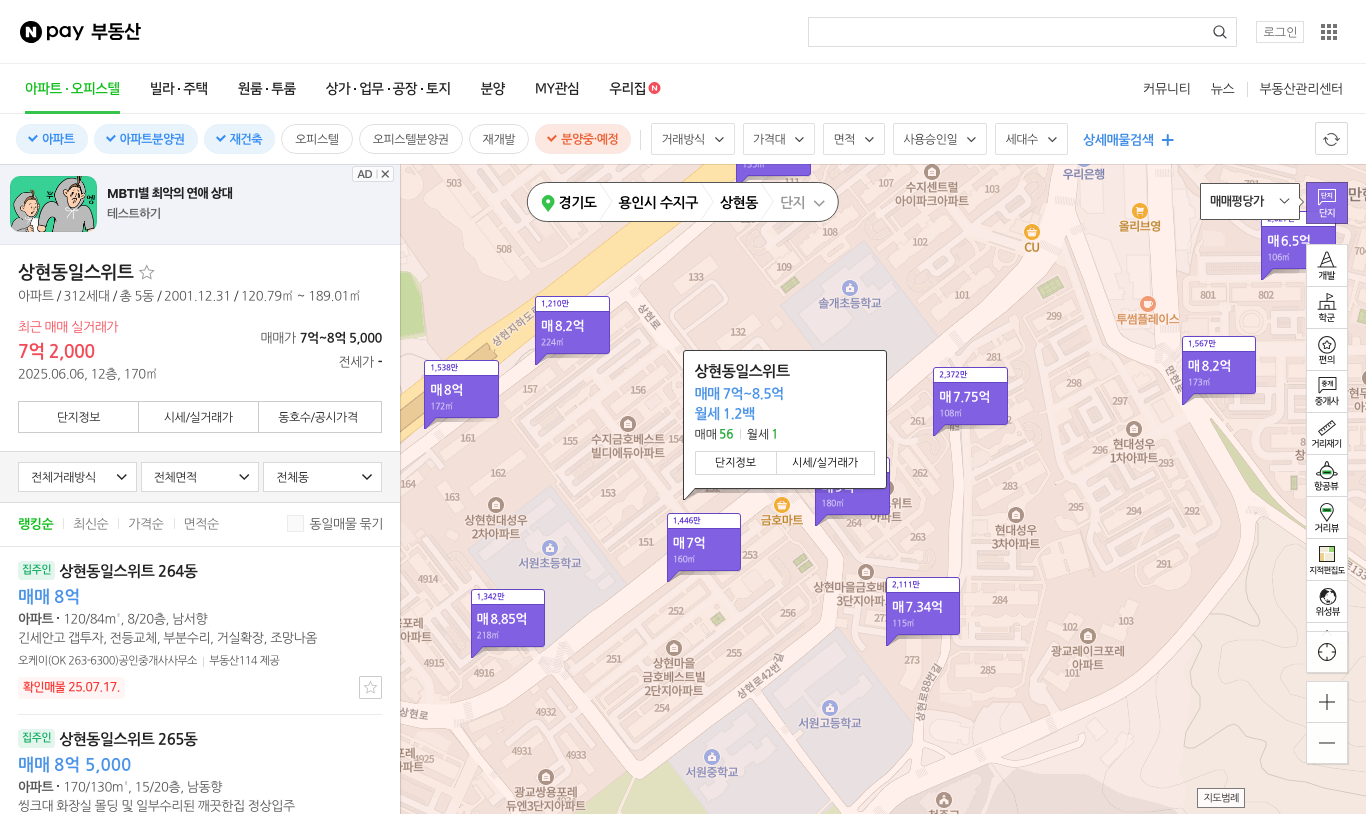 N pay 부동산
로그인
아파트·오피스텔 빌라·주택 원룸·투룸 상가·업무·공장·토지 분양 MY관심 우리집 N
커뮤니티 뉴스 부동산관리센터
아파트 아파트분양권 재건축 오피스텔 오피스텔분양권 재개발 분양중·예정 거래방식 가격대 면적 사용승인일 세대수 상세매물검색
AD
MBTI별 최악의 연애 상대
테스트하기
상현동일스위트
아파트 / 312세대 / 총 5동 / 2001.12.31 / 120.79㎡ ~ 189.01㎡
최근 매매 실거래가
7억 2,000
2025.06.06, 12층, 170㎡
매매가 7억~8억 5,000
전세가 -
단지정보 시세/실거래가 동호수/공시가격
전체거래방식 전체면적 전체동
랭킹순 최신순 가격순 면적순 동일매물 묶기
집주인 상현동일스위트 264동
매매 8억
아파트 · 120/84m², 8/20층, 남서향
긴세안고 갭투자, 전등교체, 부분수리, 거실확장, 조망나옴
오케이(OK 263-6300)공인중개사사무소 부동산114 제공
확인매물 25.07.17.
집주인 상현동일스위트 265동
매매 8억 5,000
아파트 · 170/130m², 15/20층, 남동향
씽크대 화장실 몰딩 및 일부수리된 깨끗한집 정상입주
경기도 용인시 수지구 상현동 단지
매매평당가
단지
단지
개발
학군
편의
중개
중개사
거리재기
항공뷰
거리뷰
지적편집도
위성뷰
지도범례
503
507
수지센트럴
아이파크아파트
우리은행
올리브영
CU
108
102
109
133
101
132
801
802
704
솔개초등학교
투썸플레이스
상현지하도로
상현로
만현로
매6.5억
106㎡
1,210만
매8.2억
224㎡
1,538만
매8억
172㎡
1,567만
매8.2억
173㎡
2,372만
매7.75억
108㎡
상현동일스위트
매매 7억~8.5억
월세 1.2백
매매 56 월세 1
단지정보 시세/실거래가
180㎡
1,446만
매7억
160㎡
1,342만
매8.85억
218㎡
2,111만
매7.34억
115㎡
157
156
155
154
161
153
151
281
286
299
298
297
262
261
263
264
295
293
294
291
253
252
256
254
284
285
272
273
수지금호베스트
빌디에듀아파트
현대성우
1차아파트
상현현대성우
2차아파트
금호마트
현대성우
3차아파트
서원초등학교
상현마을금호베스트
3단지아파트
상현마을
금호베스트빌
2단지아파트
광교레이크포레
아파트
4914
4915
4916
4932
4933
4925
상현로42번길
상현로88번길
서원고등학교
서원중학교
광교쌍용포레
듀엔3단지아파트